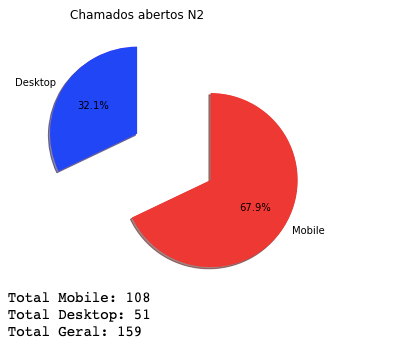 Chamados abertos N2
Desktop
32.1%
67.9%
Mobile
Total Mobile: 108
Total Desktop: 51
Total Geral: 159